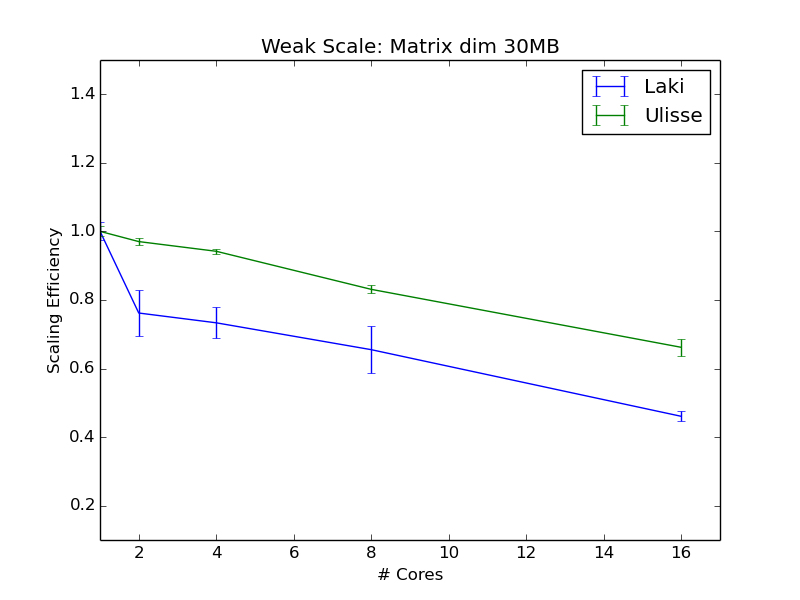 Weak Scale: Matrix dim 30MB
Laki
Ulisse
1.4
1.2
1.0
0.8
0.6
0.4
0.2
Scaling Efficiency
2 4 6 8 10 12 14 16
# Cores